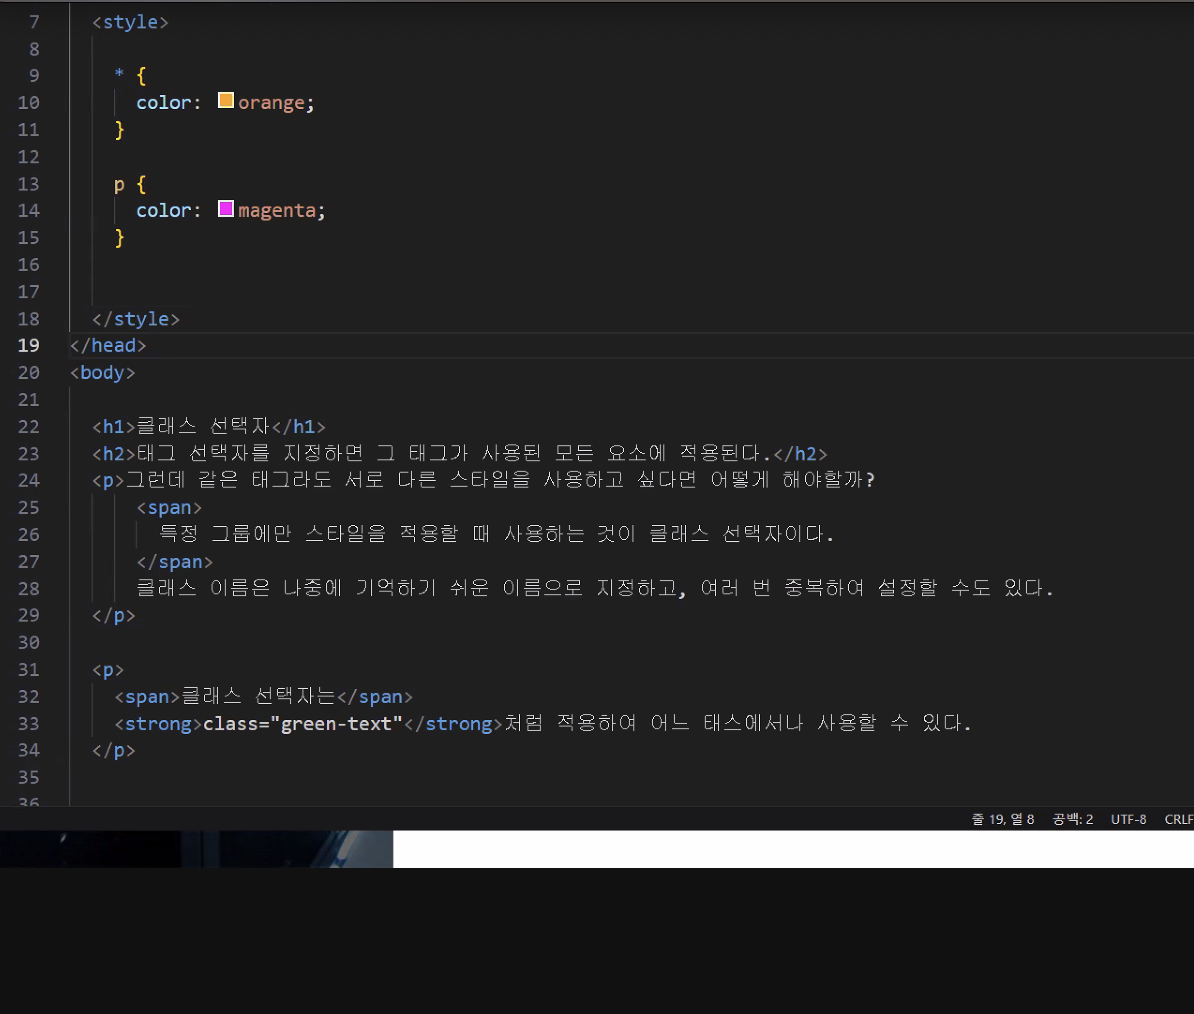 7 <style>
8
9 * {
10 color: orange;
11 }
12
13 p {
14 color: magenta;
15 }
16
17
18 </style>
19 </head>
20 <body>
21
22 <h1>클래스 선택자</h1>
23 <h2>태그 선택자를 지정하면 그 태그가 사용된 모든 요소에 적용된다.</h2>
24 <p>그런데 같은 태그라도 서로 다른 스타일을 사용하고 싶다면 어떻게 해야할까?
25 <span>
26 특정 그룹에만 스타일을 적용할 때 사용하는 것이 클래스 선택자이다.
27 </span>
28 클래스 이름은 나중에 기억하기 쉬운 이름으로 지정하고, 여러 번 중복하여 설정할 수도 있다.
29 </p>
30
31 <p>
32 <span>클래스 선택자는</span>
33 <strong>class="green-text"</strong>처럼 적용하여 어느 태스에서나 사용할 수 있다.
34 </p>
35
36
줄 19, 열 8 공백: 2 UTF-8 CRLF